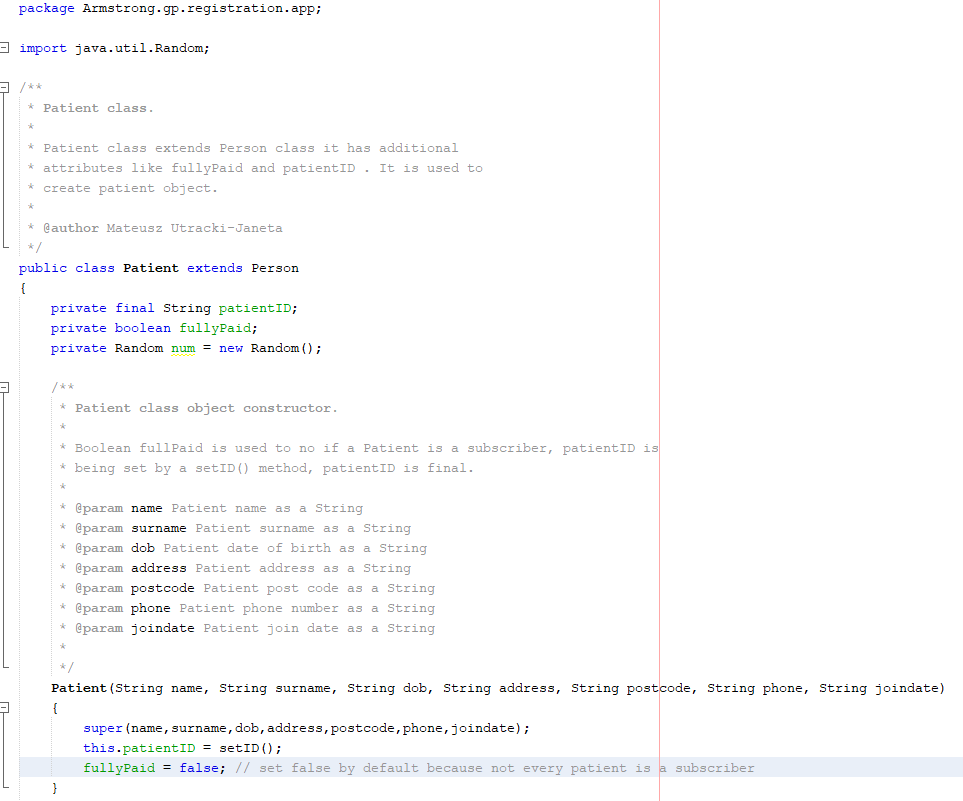 package Armstrong.gp.registration.app;
import java.util.Random;
/**
* Patient class.
*
* Patient class extends Person class it has additional
* attributes like fullyPaid and patientID . It is used to
* create patient object.
*
* @author Mateusz Utracki-Janeta
*/
public class Patient extends Person
{
private final String patientID;
private boolean fullyPaid;
private Random num = new Random();
/**
* Patient class object constructor.
*
* Boolean fullPaid is used to no if a Patient is a subscriber, patientID is
* being set by a setID() method, patientID is final.
*
* @param name Patient name as a String
* @param surname Patient surname as a String
* @param dob Patient date of birth as a String
* @param address Patient address as a String
* @param postcode Patient post code as a String
* @param phone Patient phone number as a String
* @param joindate Patient join date as a String
*
*/
Patient(String name, String surname, String dob, String address, String postcode, String phone, String joindate)
{
super(name,surname,dob,address,postcode,phone,joindate);
this.patientID = setID();
fullyPaid = false; // set false by default because not every patient is a subscriber
}